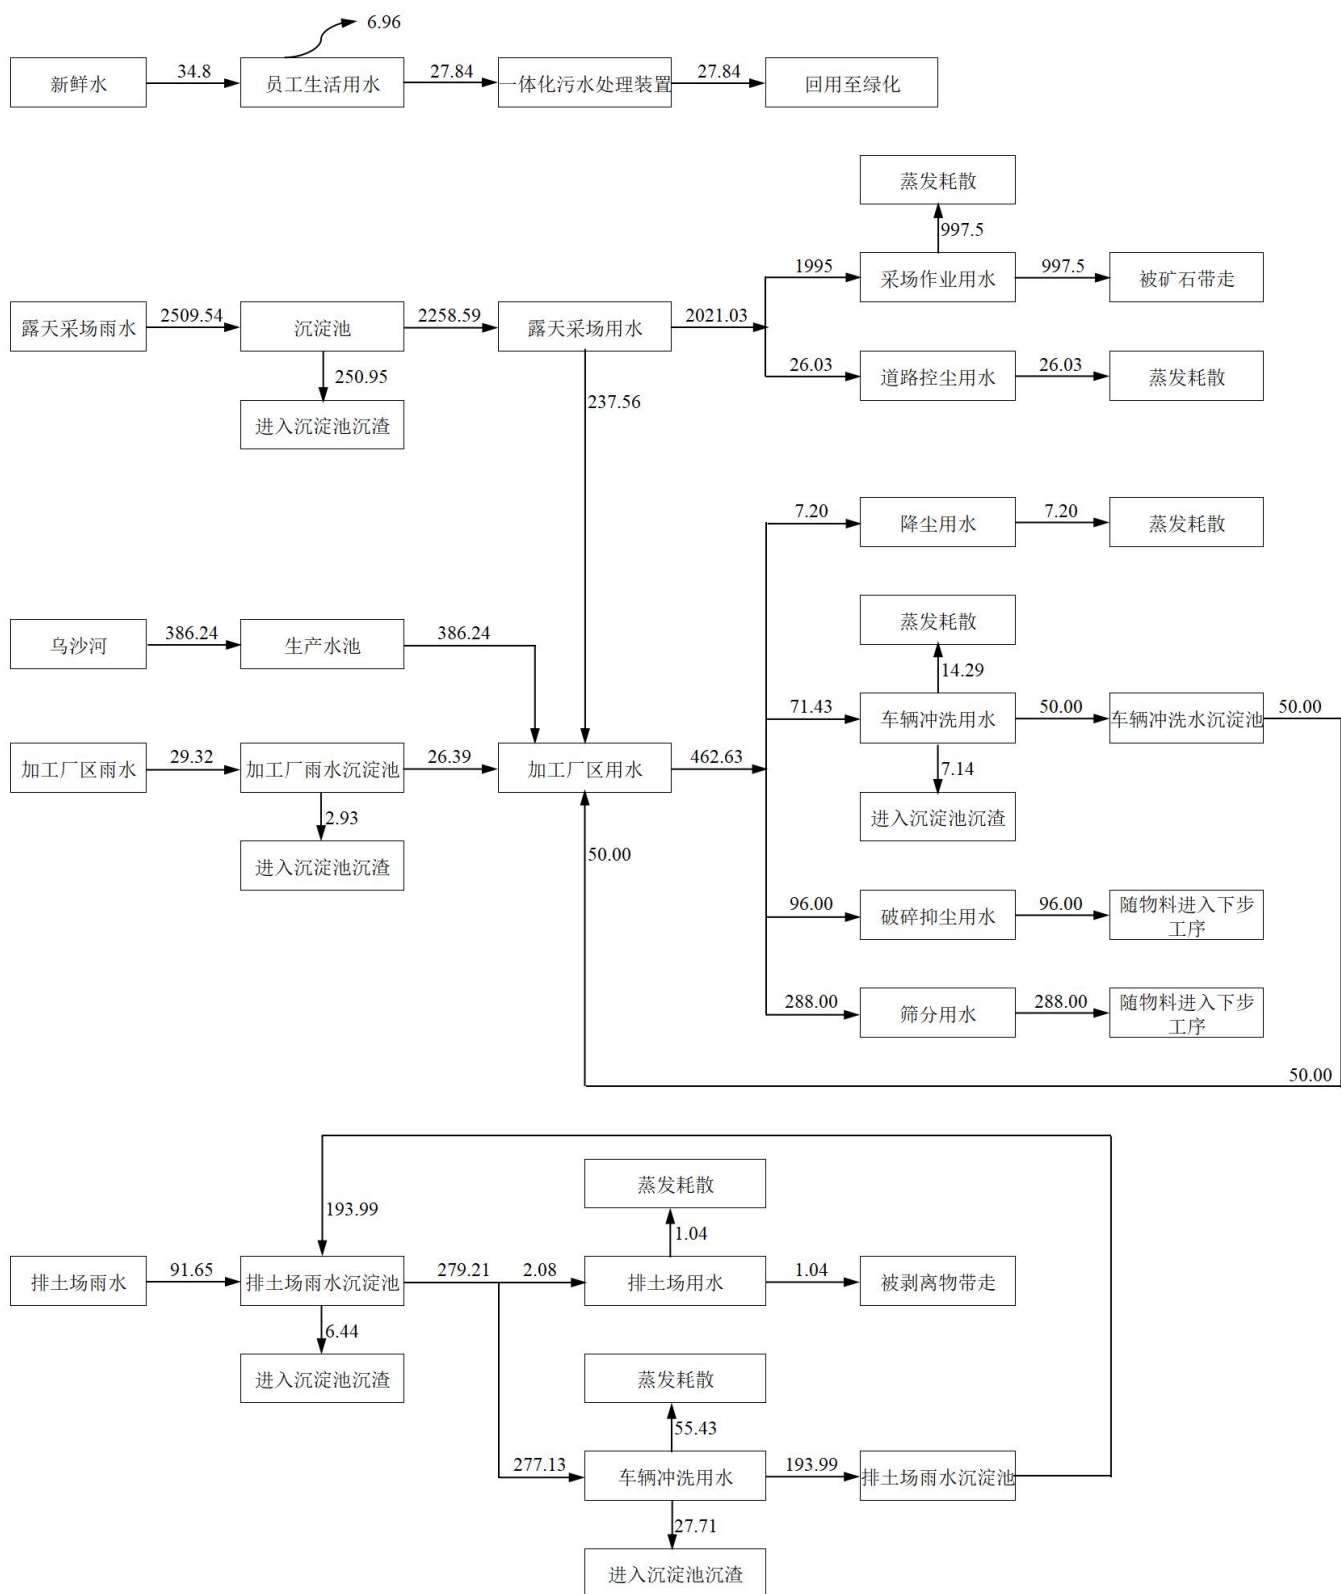 6.96
新鲜水
34.8
员工生活用水
27.84
一体化污水处理装置
27.84
回用至绿化
蒸发耗散
997.5
1995
采场作业用水
997.5
被矿石带走
露天采场雨水
2509.54
沉淀池
2258.59
露天采场用水
2021.03
250.95
进入沉淀池沉渣
26.03
道路控尘用水
26.03
蒸发耗散
237.56
7.20
降尘用水
7.20
蒸发耗散
乌沙河
386.24
生产水池
386.24
蒸发耗散
14.29
71.43
车辆冲洗用水
50.00
车辆冲洗水沉淀池
50.00
7.14
进入沉淀池沉渣
加工厂区雨水
29.32
加工厂雨水沉淀池
26.39
加工厂区用水
462.63
2.93
进入沉淀池沉渣
50.00
96.00
破碎抑尘用水
96.00
随物料进入下步
工序
288.00
筛分用水
288.00
随物料进入下步
工序
50.00
193.99
蒸发耗散
1.04
排土场雨水
91.65
排土场雨水沉淀池
279.21
2.08
排土场用水
1.04
被剥离物带走
6.44
进入沉淀池沉渣
蒸发耗散
55.43
277.13
车辆冲洗用水
193.99
排土场雨水沉淀池
27.71
进入沉淀池沉渣